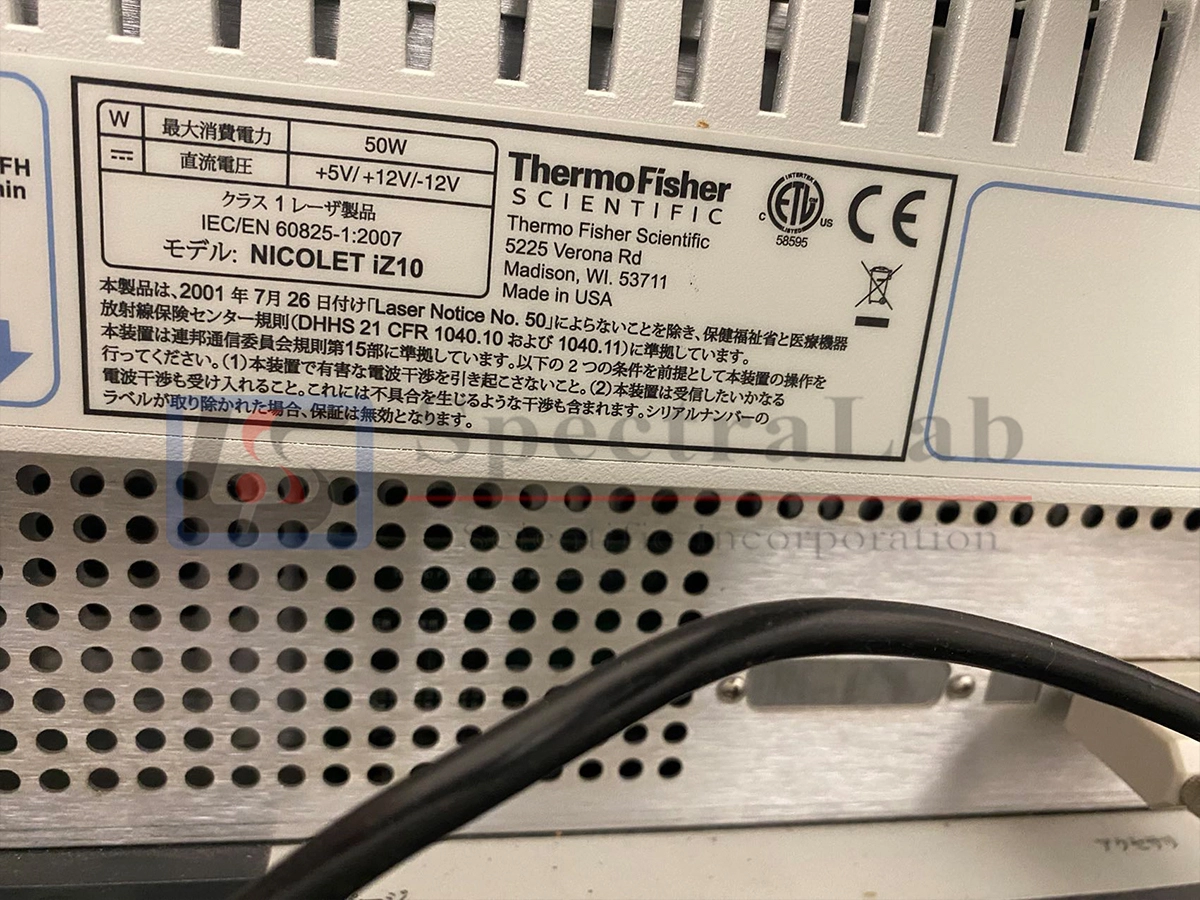 FH
min
W 最大消費電力 50W
直流電圧 +5V/ +12V/-12V
クラス 1 レーザ製品
IEC/EN 60825-1:2007
モデル: NICOLET iZ10
ThermoFisher
SCIENTIFIC
Thermo Fisher Scientific
5225 Verona Rd
Madison, WI. 53711
Made in USA
INTERTEK
C ETL US
LISTED
58595
CE
本製品は、2001 年 7月 26 日付け「Laser Notice No. 50」によらないことを除き、保健福祉省と医療機器
放射線保険センター規則(DHHS 21 CFR 1040.10 および 1040.11)に準拠しています。
本装置は連邦通信委員会規則第15部に準拠しています。以下の 2 つの条件を前提として本装置の操作を
行ってください。(1)本装置で有害な電波干渉を引き起こさないこと。(2)本装置は受信したいかなる
電波干渉も受け入れること。これには不具合を生じるような干渉も含まれます。シリアルナンバーの
ラベルが取り除かれた場合、保証は無効となります。
SpectraLab
Scientific Incorporation
アクセサリ